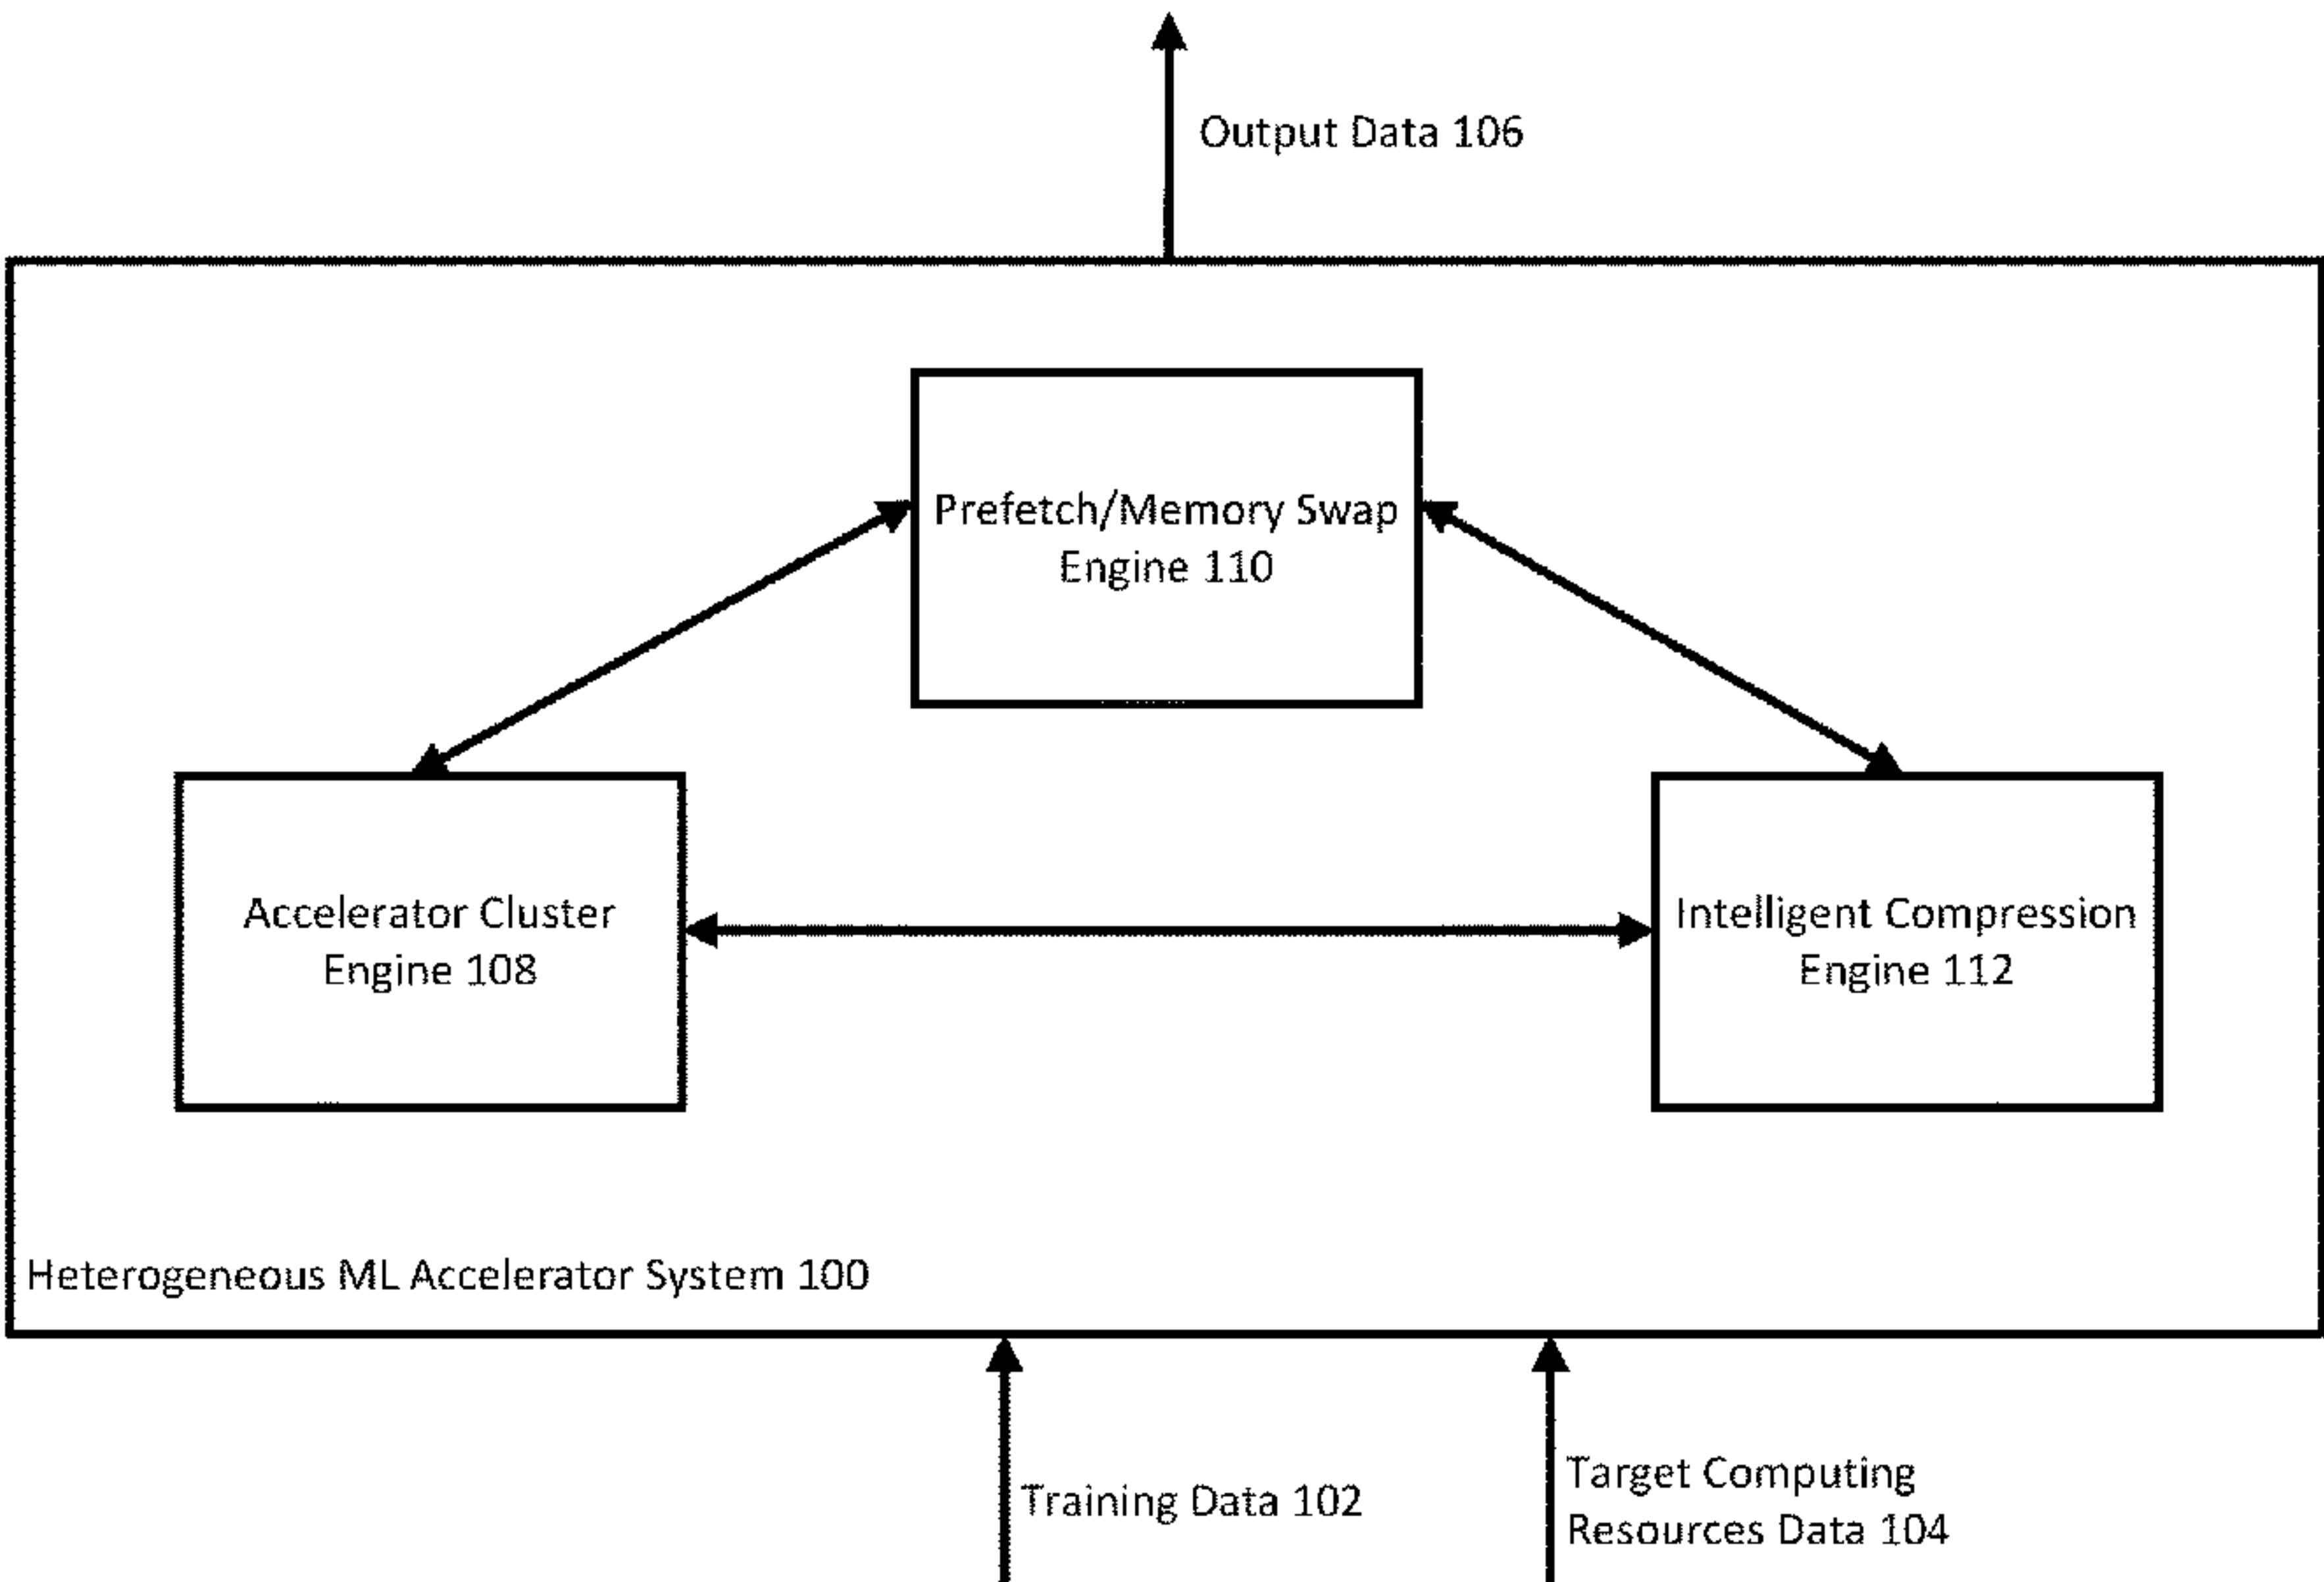 Output Data 106
Prefetch/Memory Swap
Engine 110
Accelerator Cluster
Engine 108
Intelligent Compression
Engine 112
Heterogeneous ML Accelerator System 100
Training Data 102
Target Computing
Resources Data 104